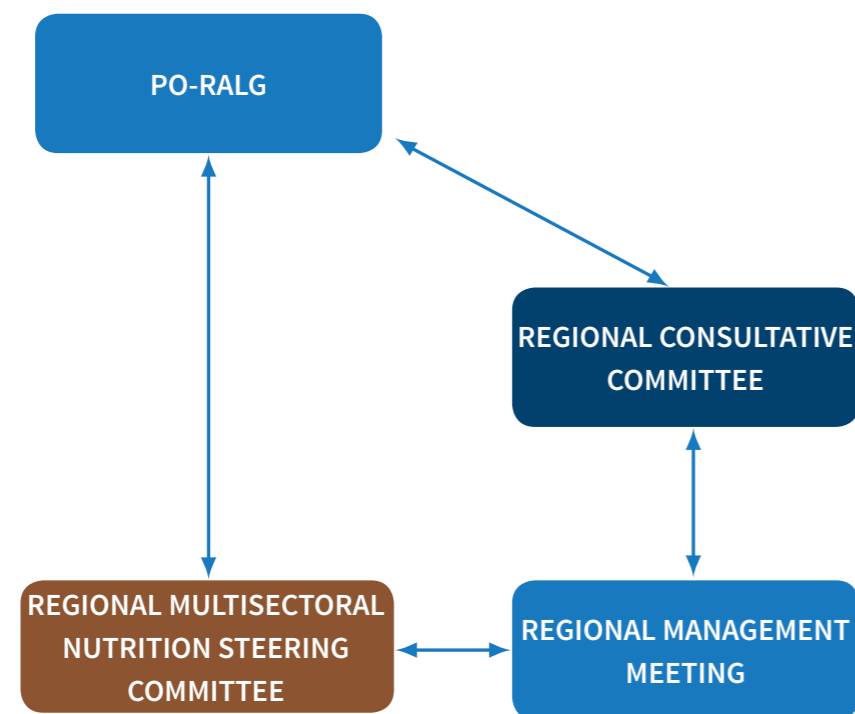 PO-RALG
REGIONAL CONSULTATIVE
COMMITTEE
REGIONAL MULTISECTORAL
NUTRITION STEERING
COMMITTEE
REGIONAL MANAGEMENT
MEETING